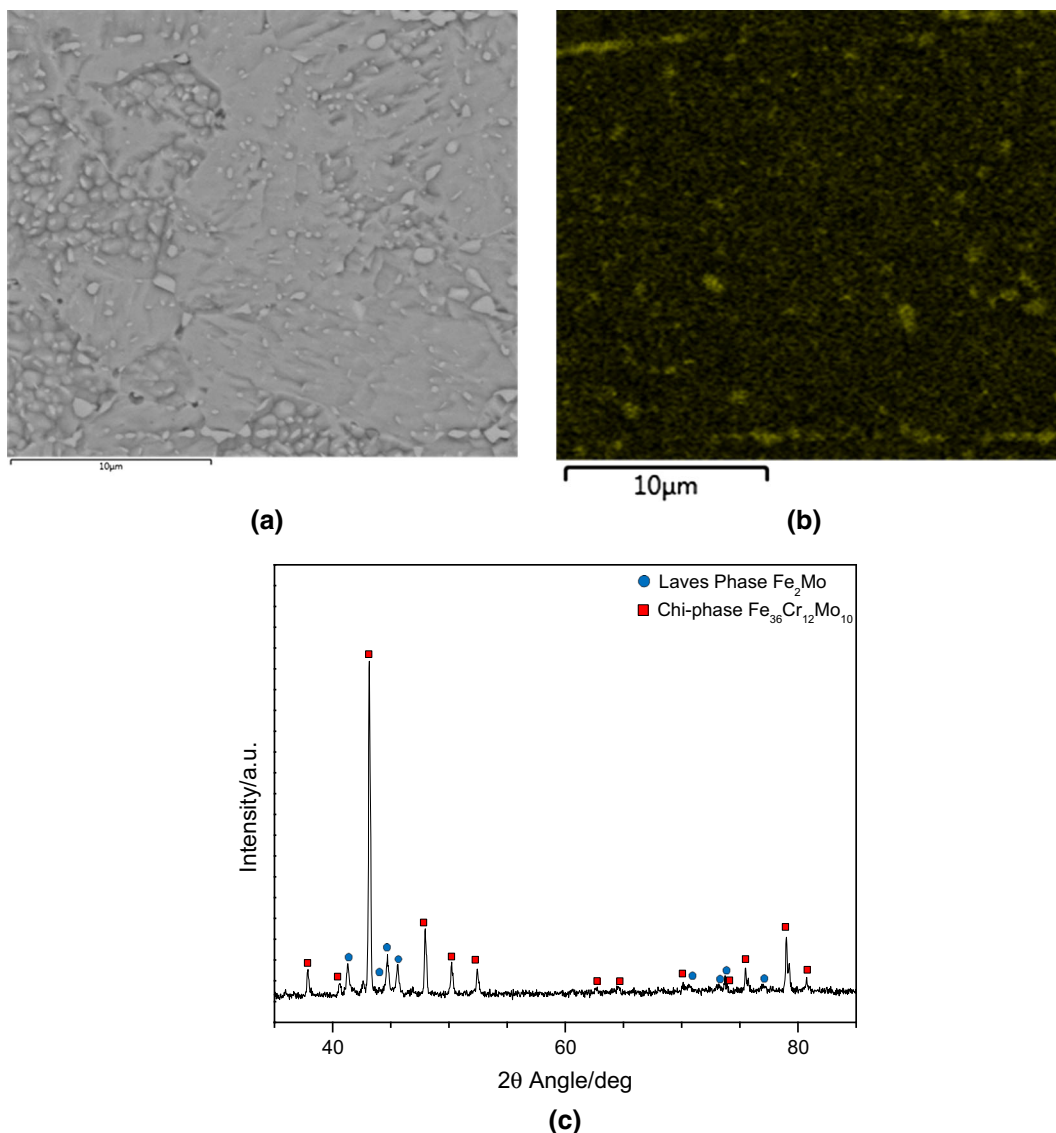 10μm
10μm
(a)
(b)
Laves Phase Fe₂Mo
Chi-phase Fe₃₆Cr₁₂Mo₁₀
Intensity/a.u.
40 60 80
2θ Angle/deg
(c)